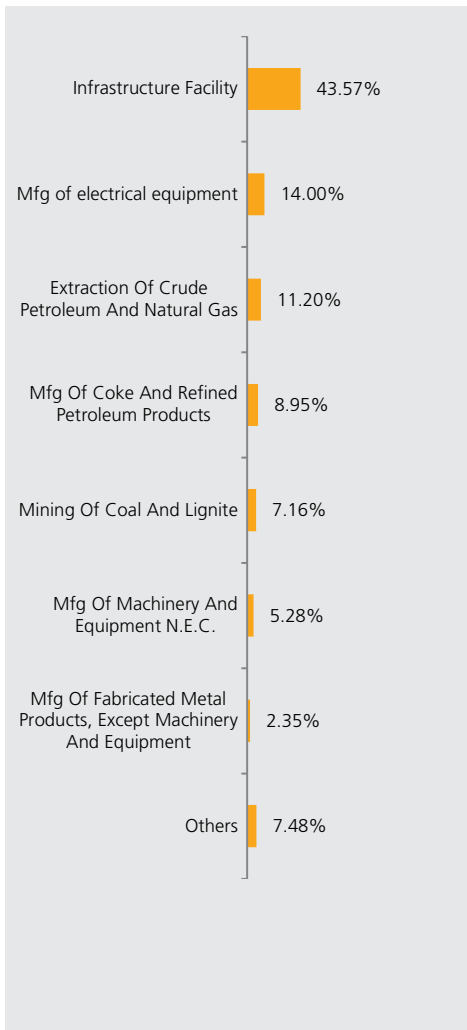 Infrastructure Facility 43.57%
Mfg of electrical equipment 14.00%
Extraction Of Crude
Petroleum And Natural Gas 11.20%
Mfg Of Coke And Refined
Petroleum Products 8.95%
Mining Of Coal And Lignite 7.16%
Mfg Of Machinery And
Equipment N.E.C. 5.28%
Mfg Of Fabricated Metal
Products, Except Machinery 2.35%
And Equipment
Others 7.48%